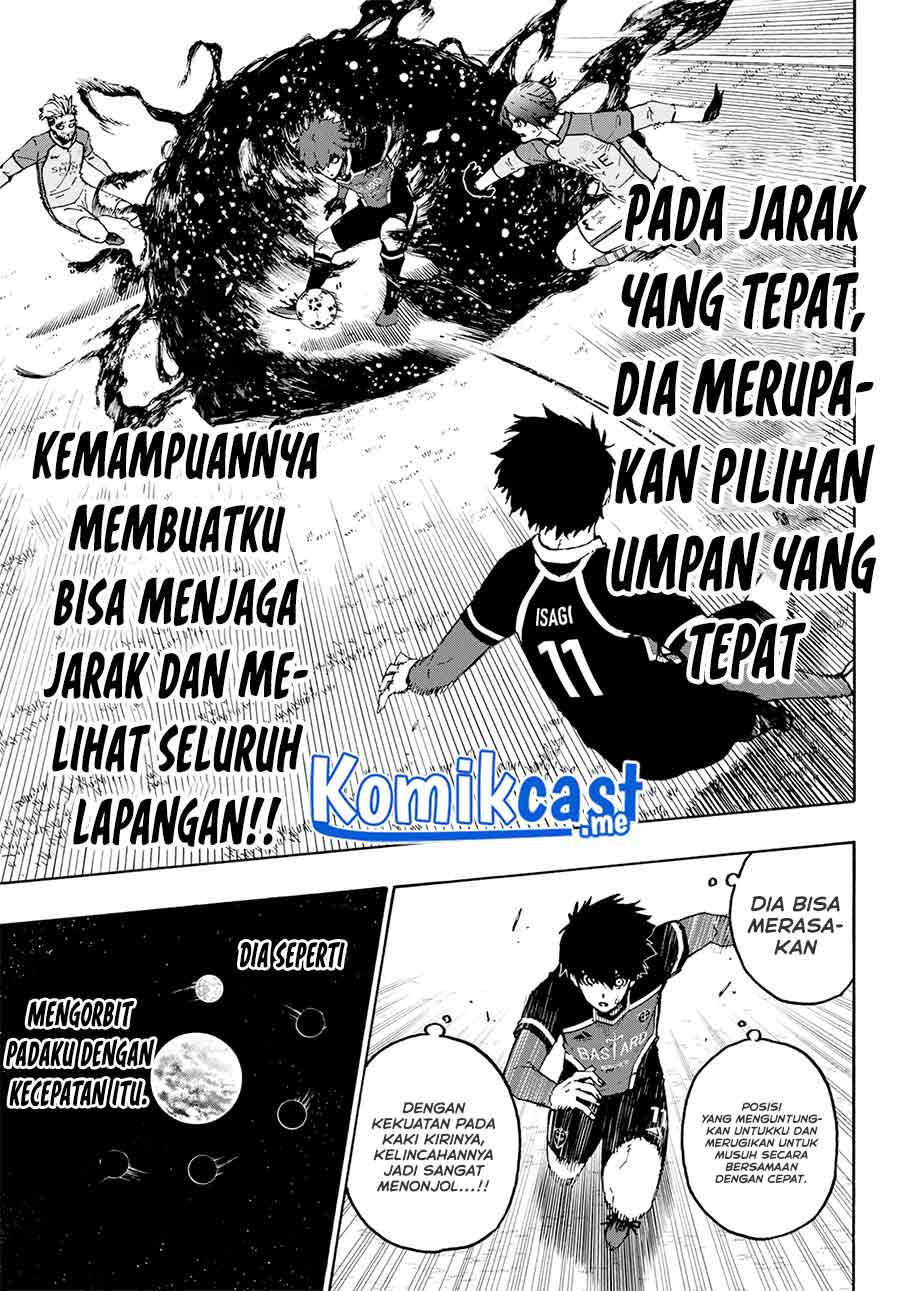 PADA JARAK
YANG TEPAT,
DIA MERUPA-
KAN PILIHAN
UMPAN YANG
TEPAT
KEMAMPUANNYA
MEMBUATKU
BISA MENJAGA
JARAK DAN ME-
LIHAT SELURUH
LAPANGAN!!
ISAGI
11
Komikcast
.me
DIA BISA
MERASA-
KAN
POSISI
YANG MENGUNTUNG-
KAN UNTUKKU DAN
MERUGIKAN UNTUK
MUSUH SECARA
BERSAMAAN
DENGAN CEPAT.
BASTARD
11
DENGAN
KEKUATAN PADA
KAKI KIRINYA,
KELINCAHANNYA
JADI SANGAT
MENONJOL...!!
DIA SEPERTI
MENGORBIT
PADAKU DENGAN
KECEPATAN ITU.